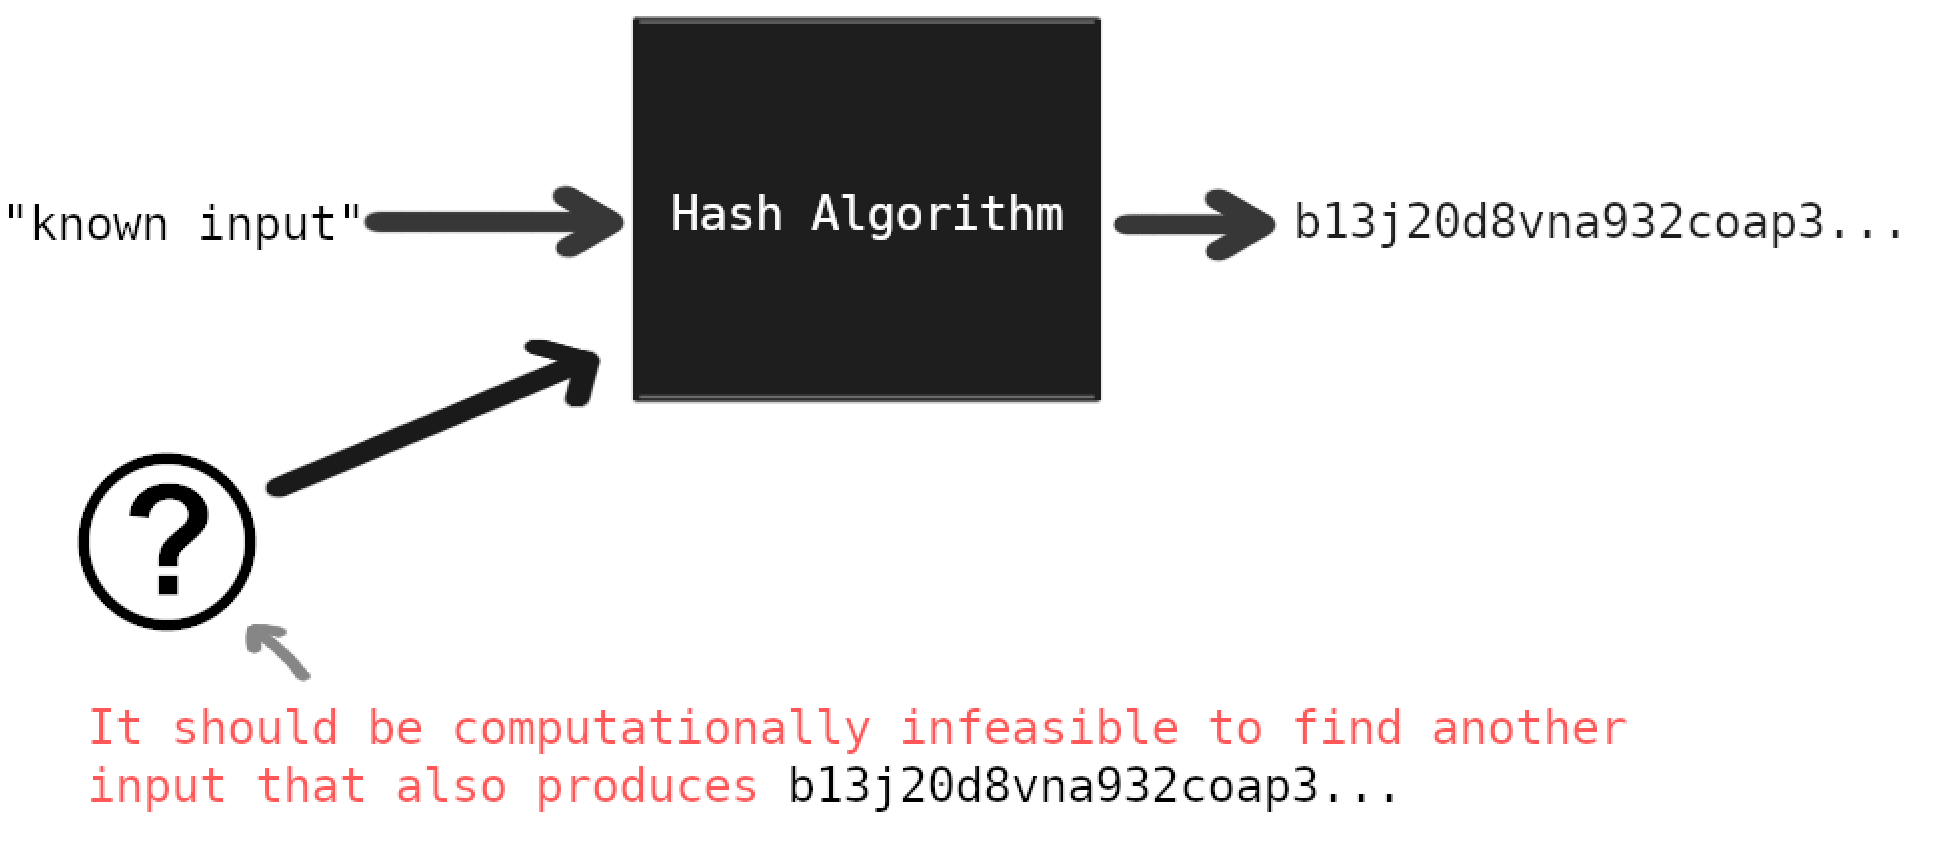 "known input"
Hash Algorithm
b13j20d8vna932coap3...
?
It should be computationally infeasible to find another
input that also produces b13j20d8vna932coap3...